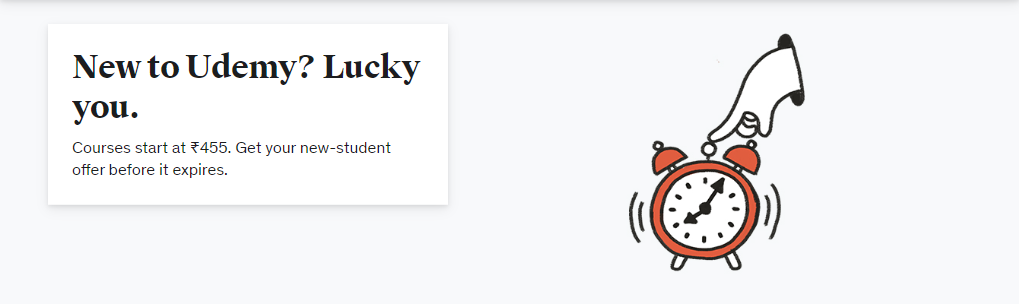 New to Udemy? Lucky
you.
Courses start at ₹455. Get your new-student
offer before it expires.